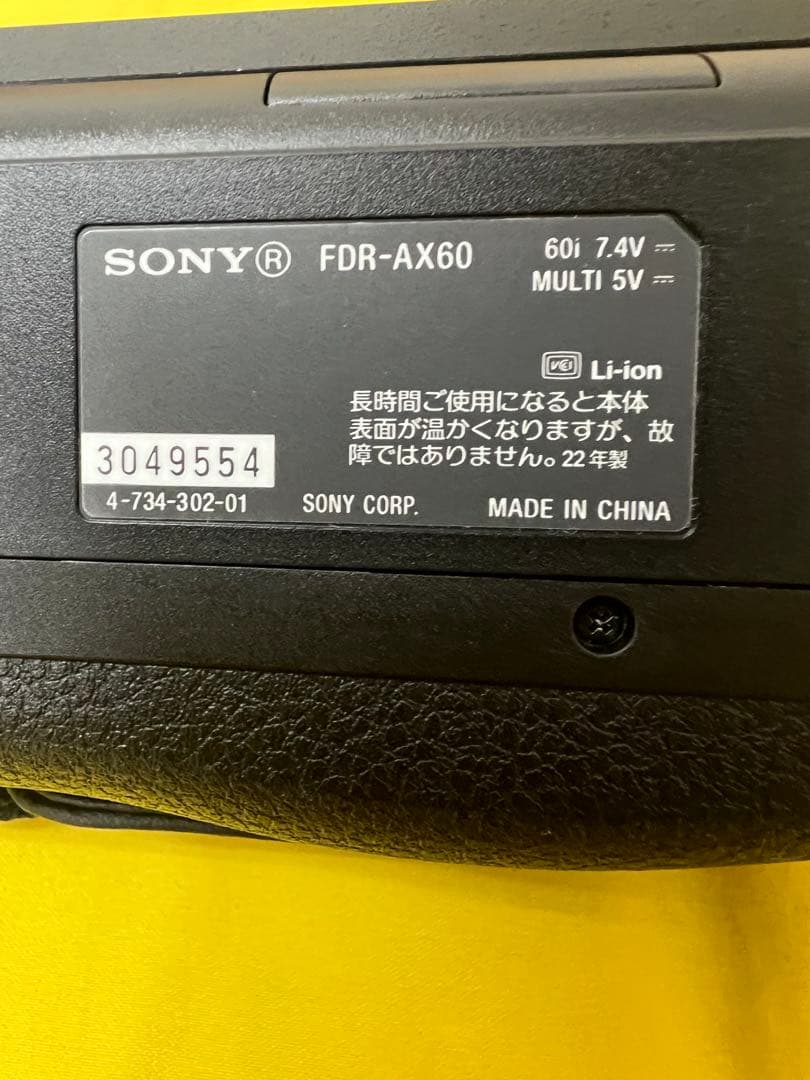 SONY® FDR-AX60
60i 7.4V ⎓
MULTI 5V ⎓
VCI Li-ion
長時間ご使用になると本体
表面が温かくなりますが、故
障ではありません。22年製
3049554
4-734-302-01 SONY CORP. MADE IN CHINA